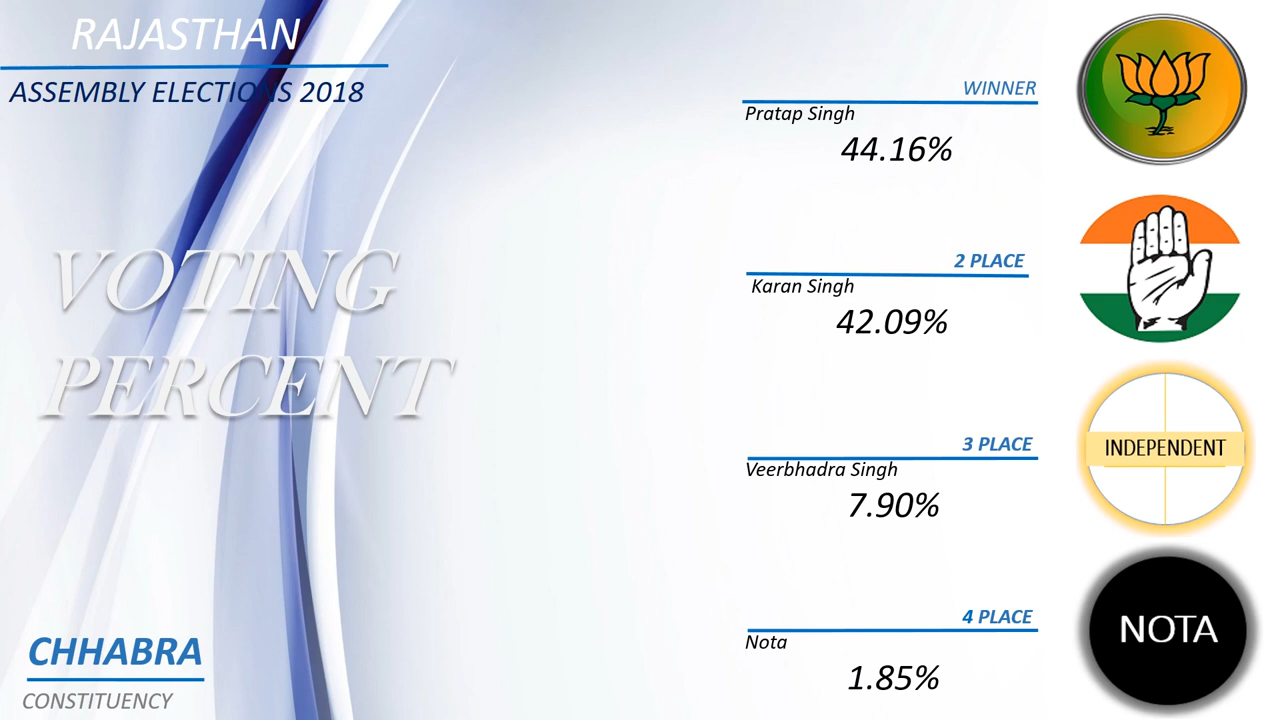 RAJASTHAN
ASSEMBLY ELECTIONS 2018
VOTING
PERCENT
CHHABRA
CONSTITUENCY
WINNER
Pratap Singh
44.16%
2 PLACE
Karan Singh
42.09%
3 PLACE
Veerbhadra Singh
7.90%
INDEPENDENT
4 PLACE
Nota
1.85%
NOTA